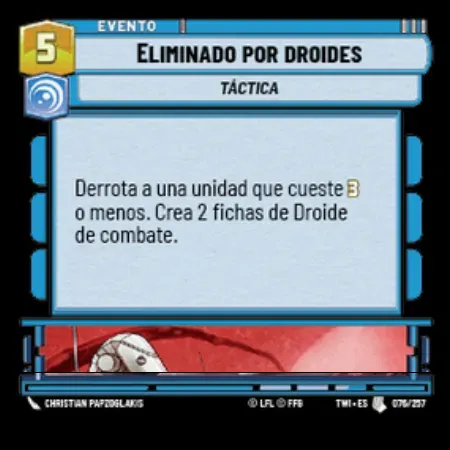 EVENTO
5
ELIMINADO POR DROIDES
TÁCTICA
Derrota a una unidad que cueste 3
o menos. Crea 2 fichas de Droide
de combate.
CHRISTIAN PAPZOGLAKIS
© LFL © FFG
TWI • ES
076/257